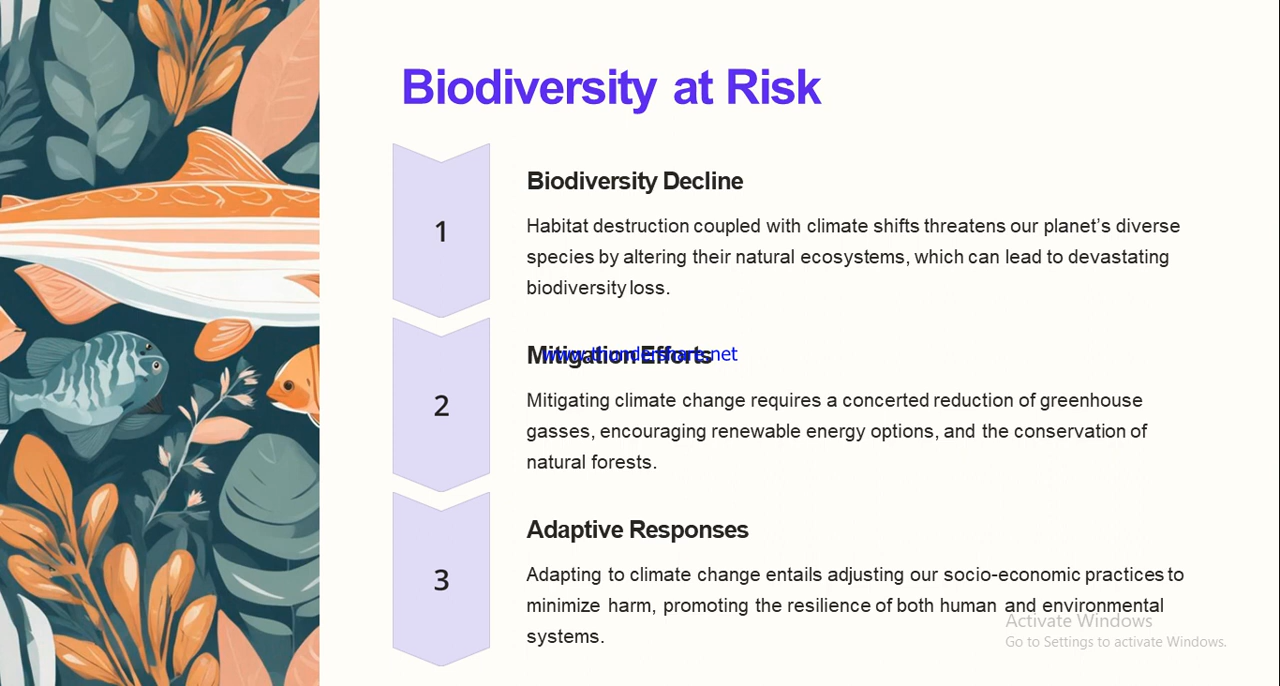 Biodiversity at Risk
1
Biodiversity Decline
Habitat destruction coupled with climate shifts threatens our planet’s diverse
species by altering their natural ecosystems, which can lead to devastating
biodiversity loss.
2
Mitigation Efforts
www.thundershare.net
Mitigating climate change requires a concerted reduction of greenhouse
gasses, encouraging renewable energy options, and the conservation of
natural forests.
3
Adaptive Responses
Adapting to climate change entails adjusting our socio-economic practices to
minimize harm, promoting the resilience of both human and environmental
systems.
Activate Windows
Go to Settings to activate Windows.